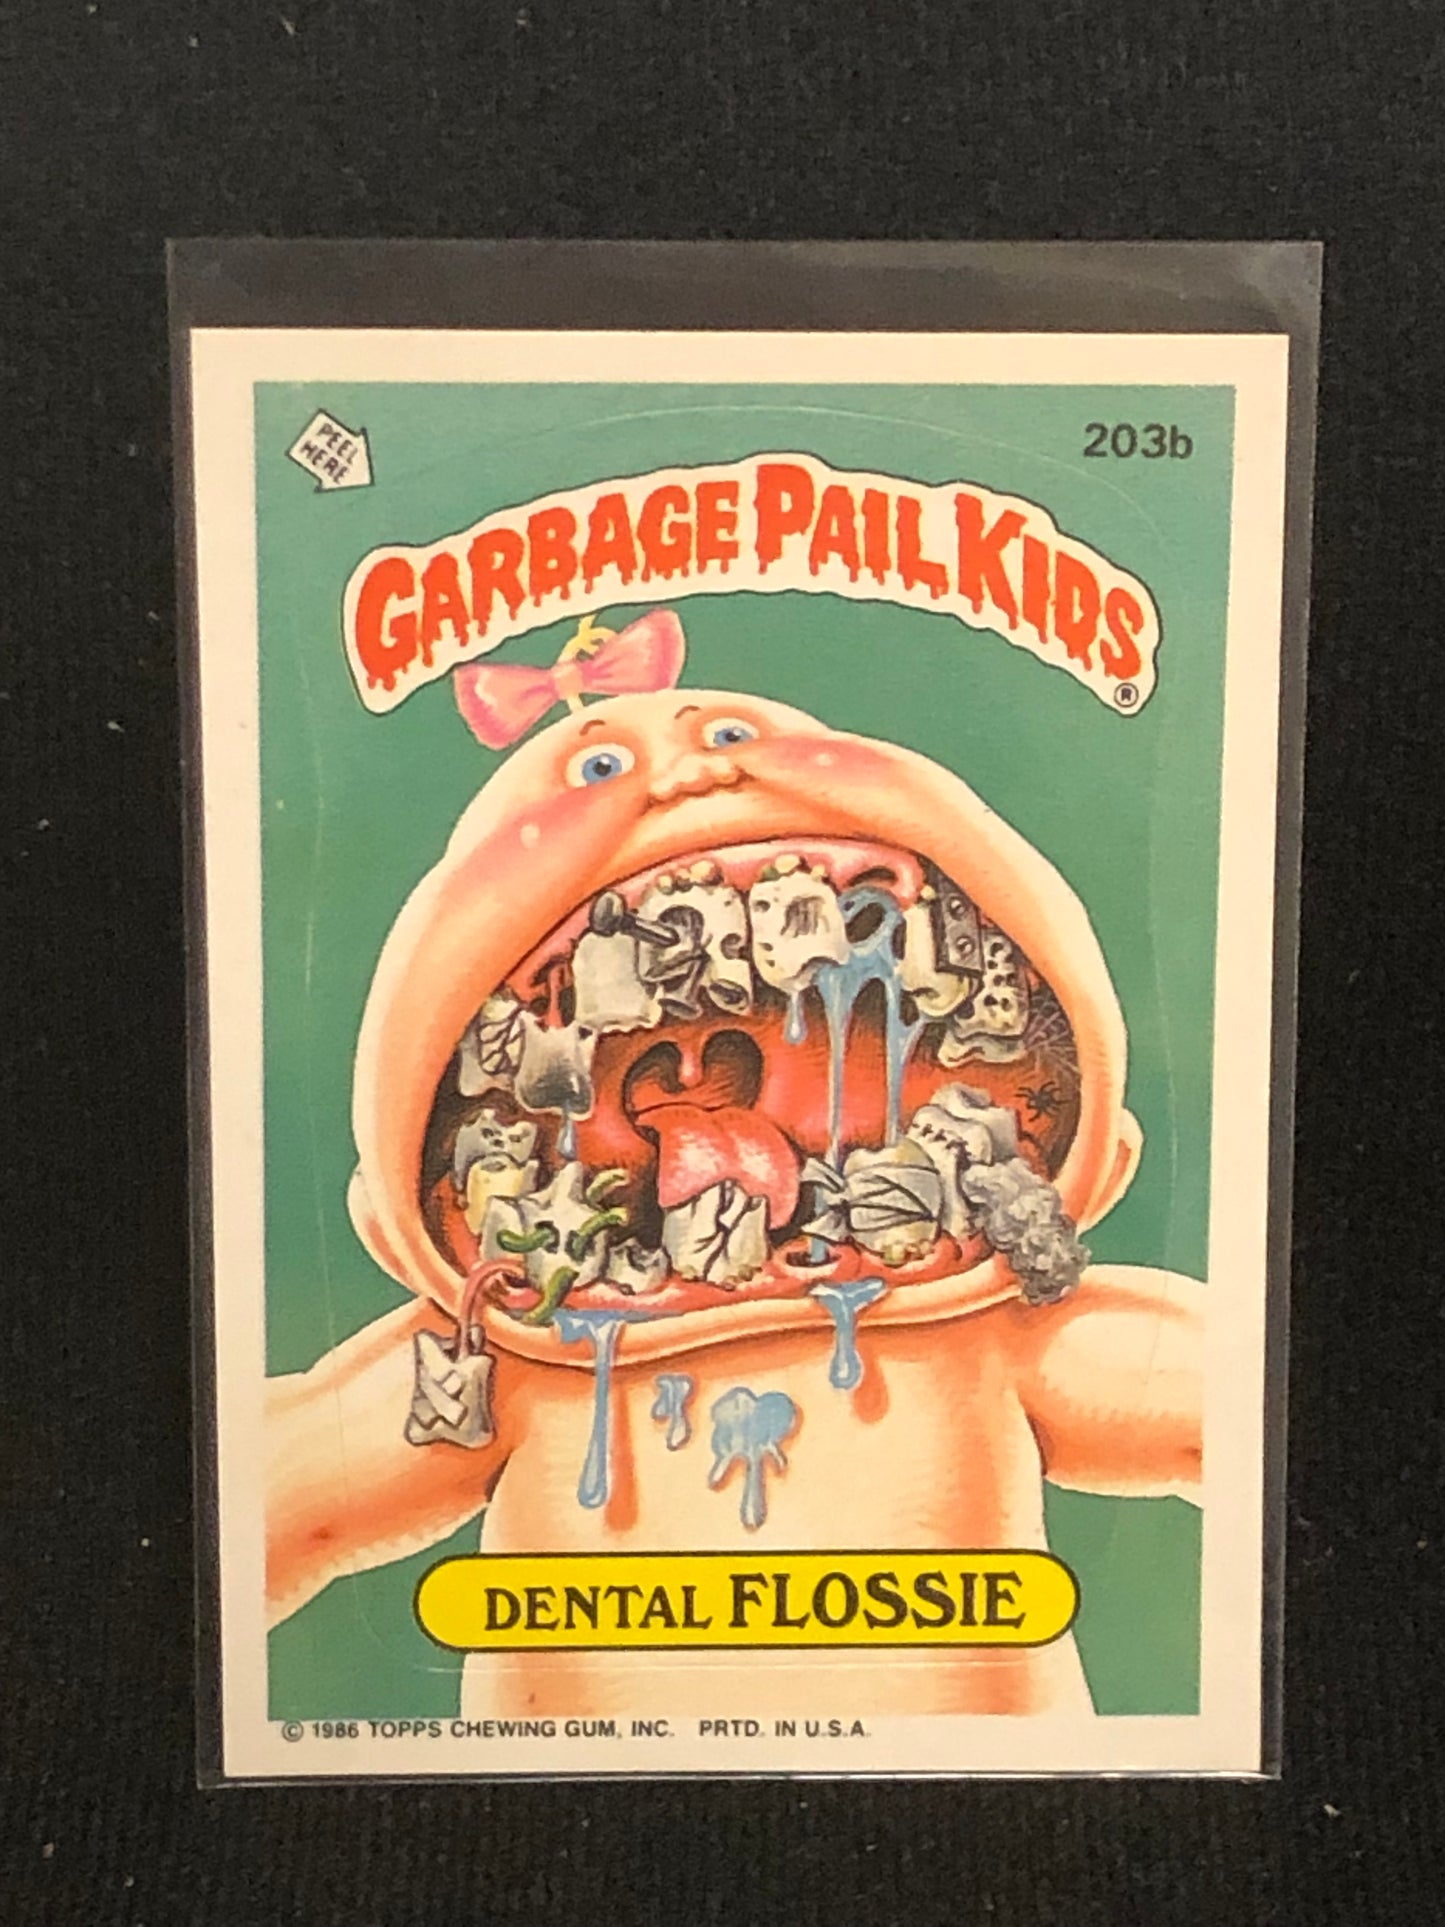 PEEL
HERE
203b
GARBAGE PAIL KIDS
®
DENTAL FLOSSIE
© 1986 TOPPS CHEWING GUM, INC. PRTD. IN U.S.A.